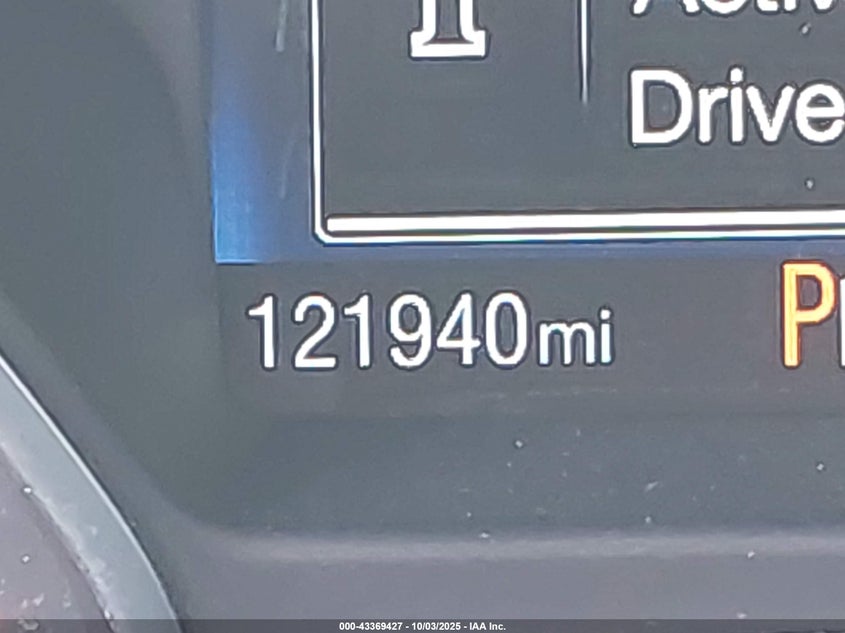 Drive
121940mi
P
000-43369427 - 10/03/2025 - IAA Inc.